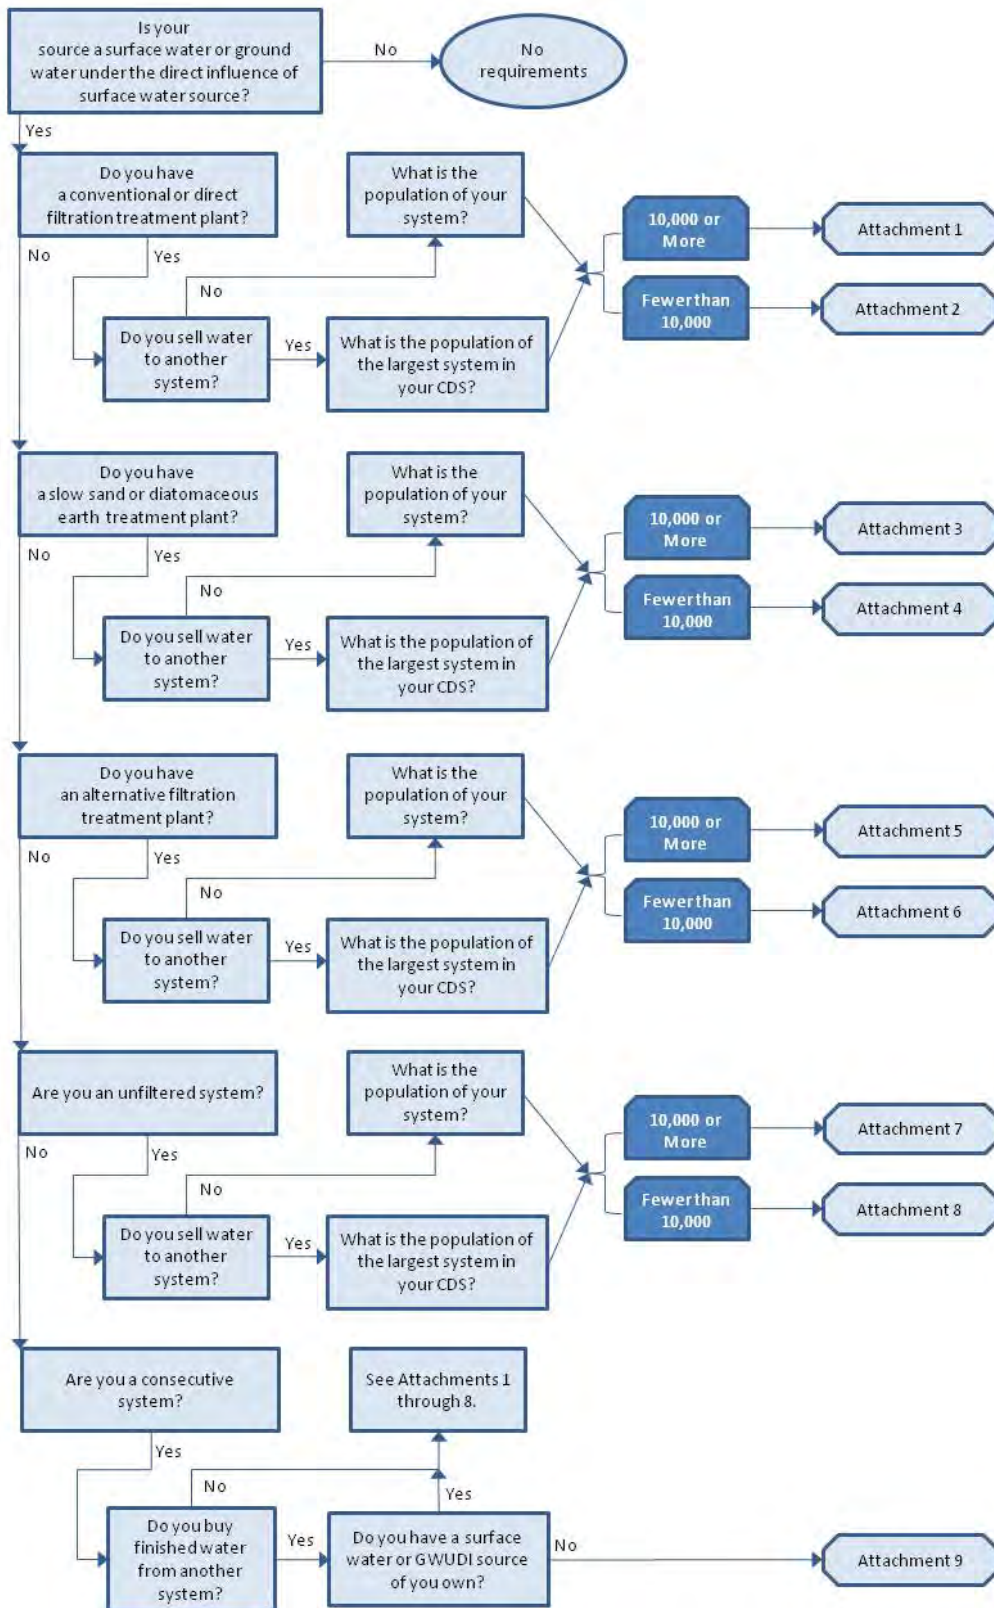 Is your
source a surface water or ground
water under the direct influence of
surface water source?
No
No
requirements
Yes
Do you have
a conventional or direct
filtration treatment plant?
What is the
population of your
system?
10,000 or
More
Attachment 1
No
Yes
No
Fewer than
10,000
Attachment 2
Do you sell water
to another
system?
Yes
What is the population of
the largest system in
your CDS?
Do you have
a slow sand or diatomaceous
earth treatment plant?
What is the
population of your
system?
10,000 or
More
Attachment 3
No
Yes
No
Fewer than
10,000
Attachment 4
Do you sell water
to another
system?
Yes
What is the population of
the largest system in
your CDS?
Do you have
an alternative filtration
treatment plant?
What is the
population of your
system?
10,000 or
More
Attachment 5
No
Yes
No
Fewer than
10,000
Attachment 6
Do you sell water
to another
system?
Yes
What is the population of
the largest system in
your CDS?
Are you an unfiltered system?
What is the
population of your
system?
10,000 or
More
Attachment 7
No
Yes
No
Fewer than
10,000
Attachment 8
Do you sell water
to another
system?
Yes
What is the population of
the largest system in
your CDS?
Are you a consecutive
system?
See Attachments 1
through 8.
Yes
No
Yes
Do you buy
finished water
from another
system?
Yes
Do you have a surface
water or GWUDI source
of you own?
No
Attachment 9